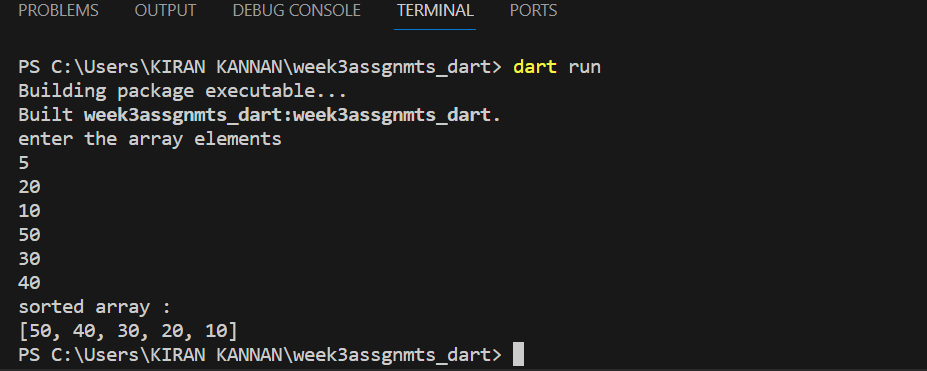 PROBLEMS OUTPUT DEBUG CONSOLE TERMINAL PORTS
PS C:\Users\KIRAN KANNAN\week3assgnmts_dart> dart run
Building package executable...
Built week3assgnmts_dart:week3assgnmts_dart.
enter the array elements
5
20
10
50
30
40
sorted array :
[50, 40, 30, 20, 10]
PS C:\Users\KIRAN KANNAN\week3assgnmts_dart>